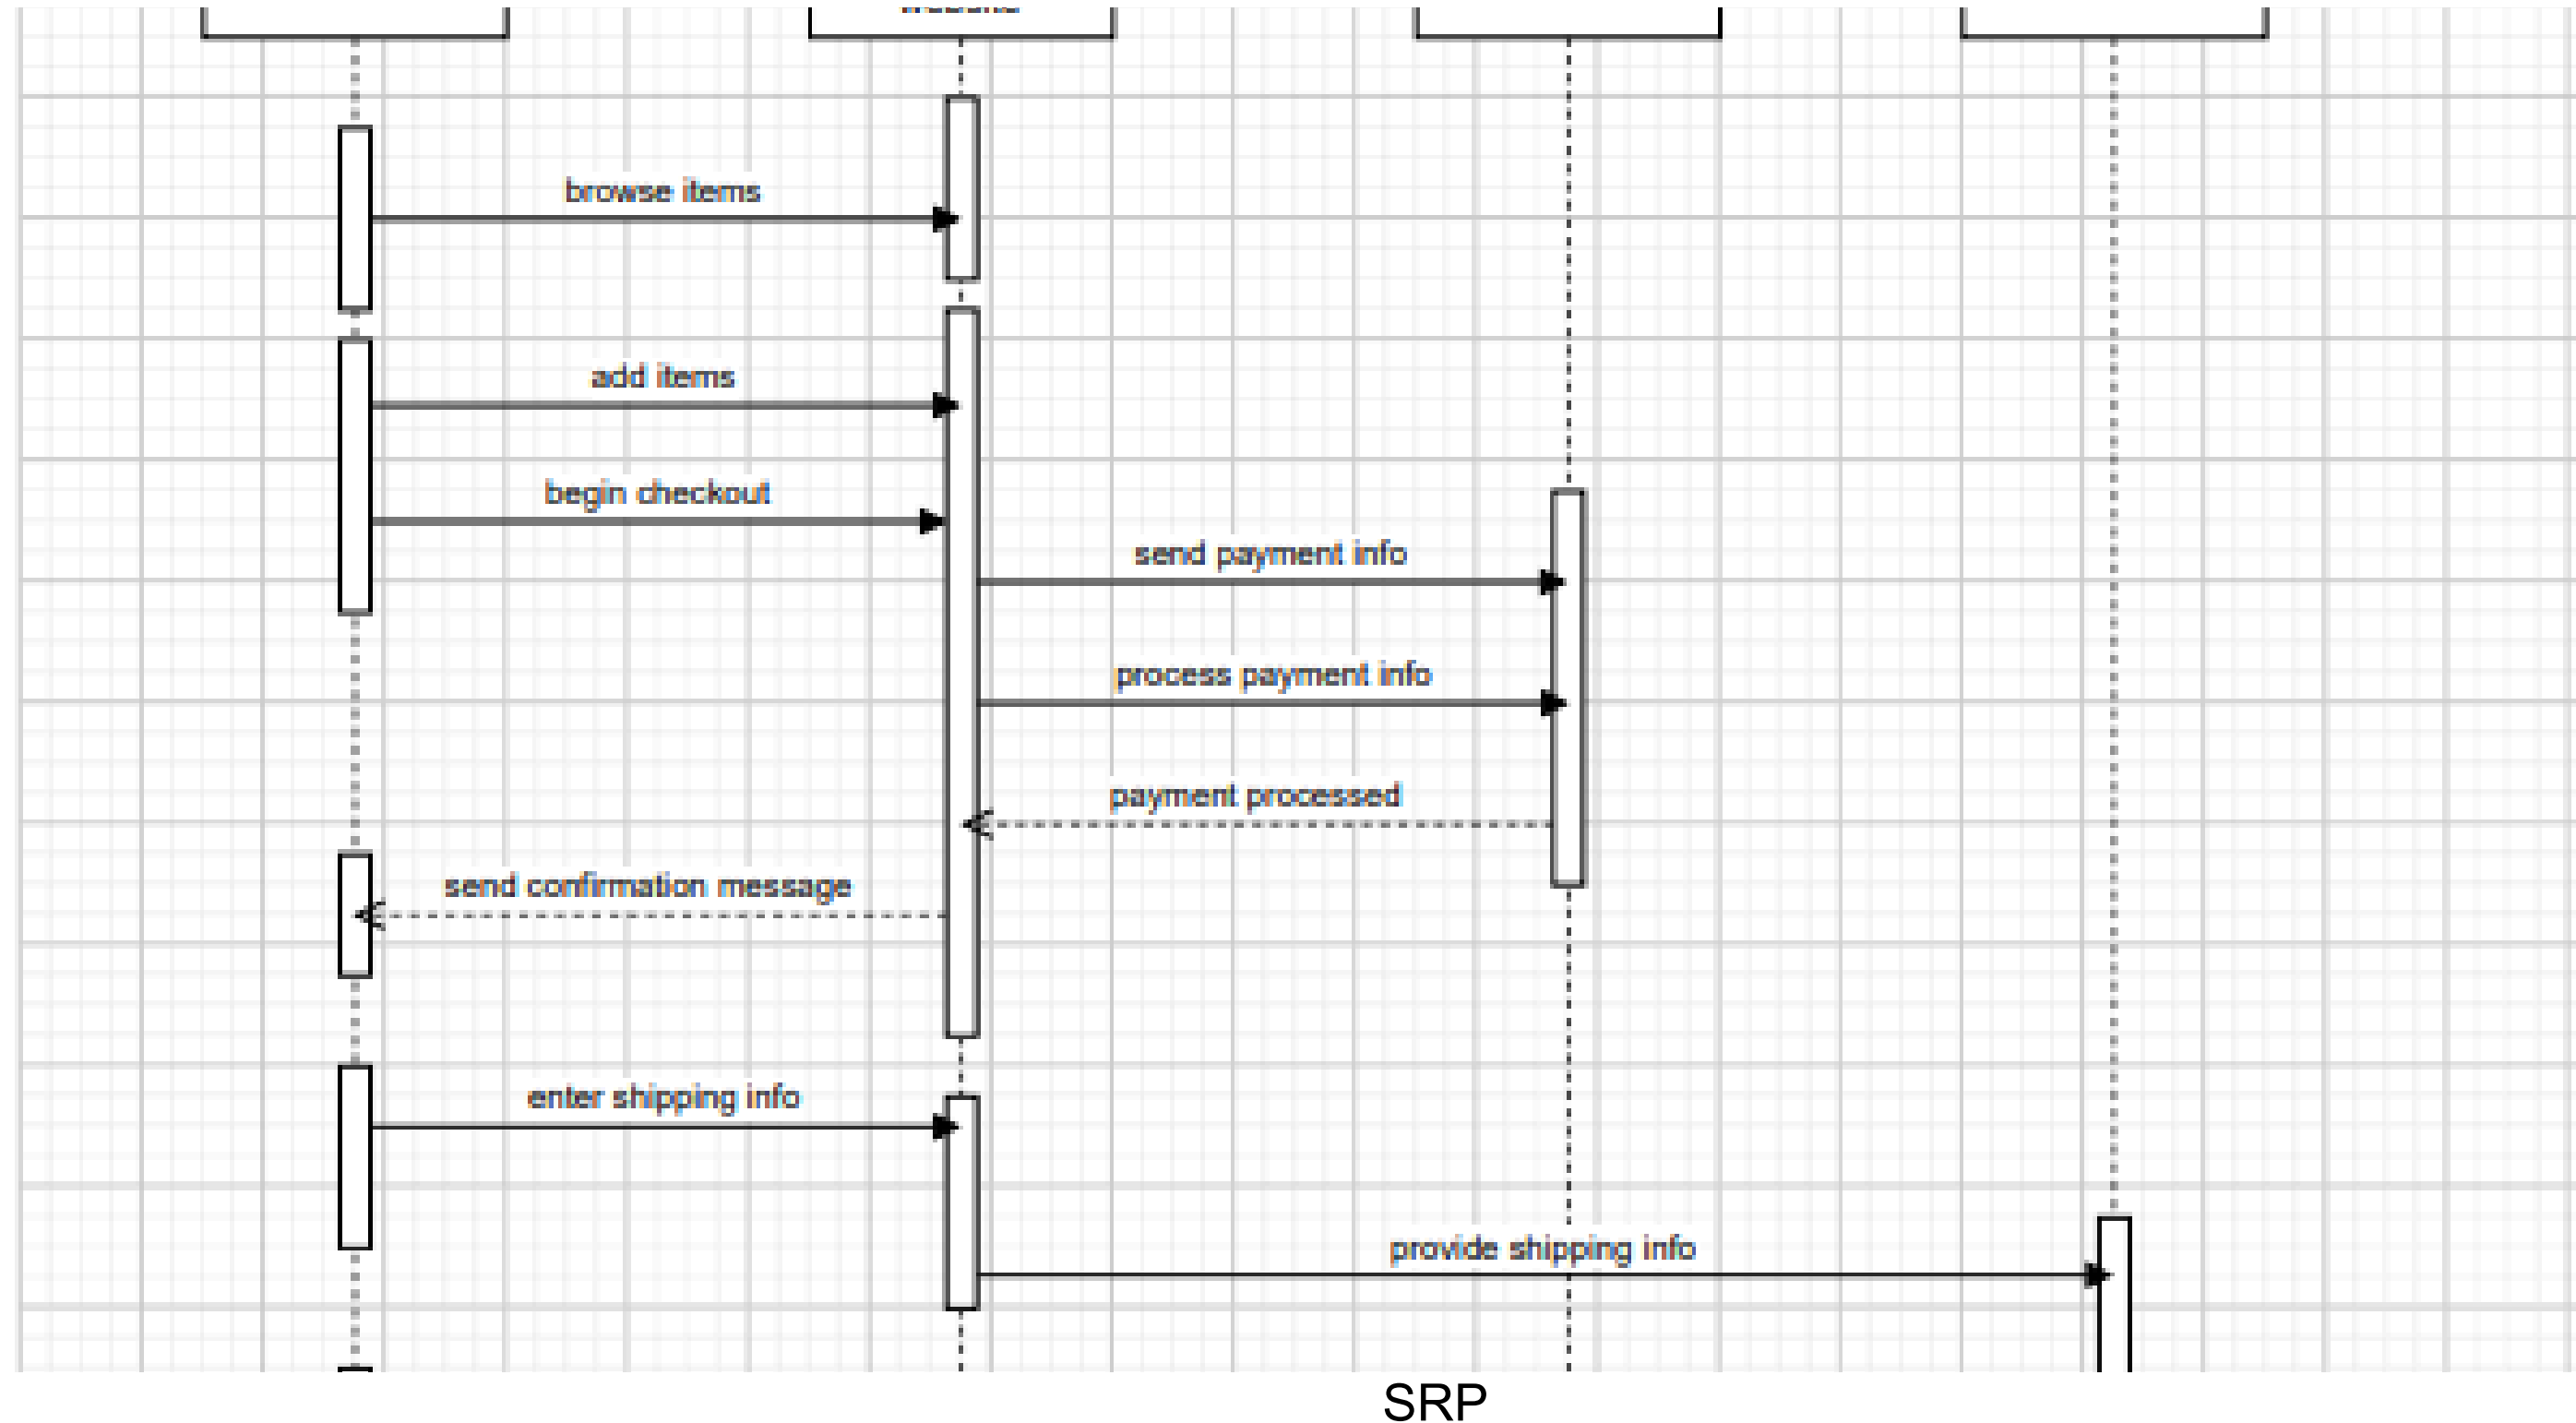 browse items
add items
begin checkout
send payment info
process payment info
payment processed
send confirmation message
enter shipping info
provide shipping info
SRP